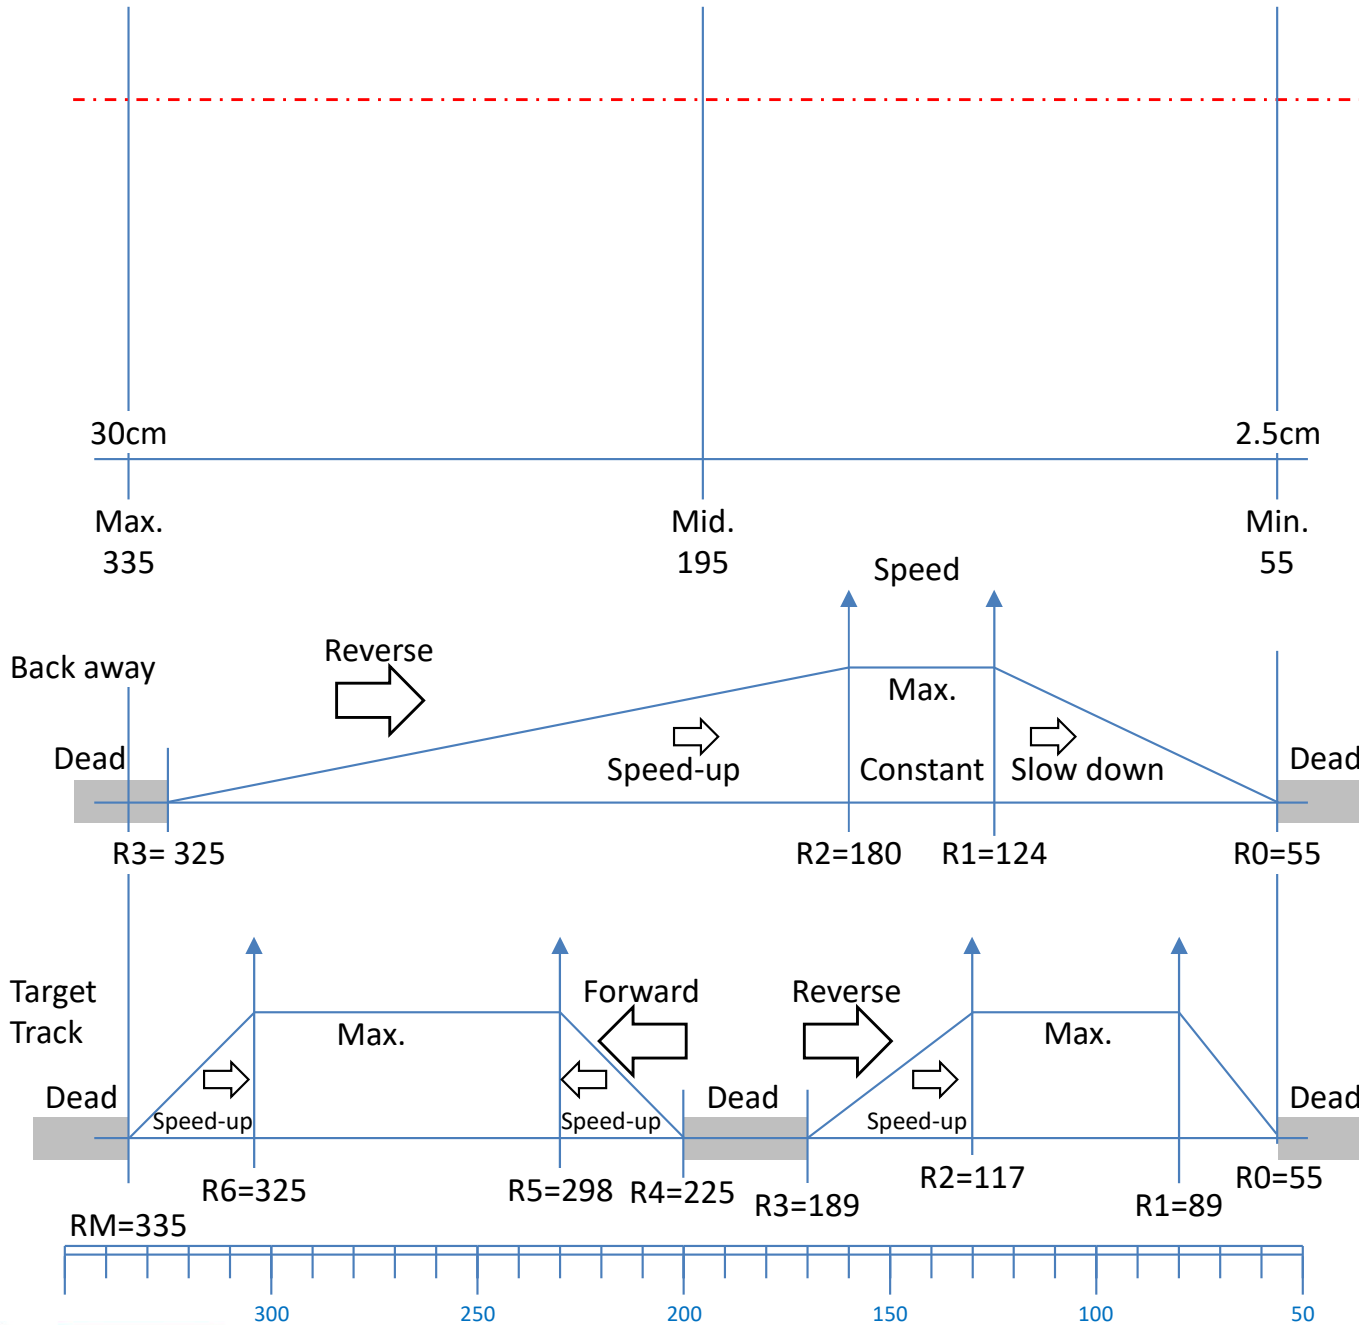 30cm
2.5cm
Max.
335
Mid.
195
Min.
55
Speed
Back away
Reverse
Max.
Dead
Speed-up
Constant
Slow down
Dead
R3= 325
R2=180
R1=124
R0=55
Target
Track
Forward
Reverse
Max.
Max.
Dead
Speed-up
Speed-up
Dead
Speed-up
Dead
R6=325
R5=298
R4=225
R3=189
R2=117
R1=89
R0=55
RM=335
300
200
150
100
50